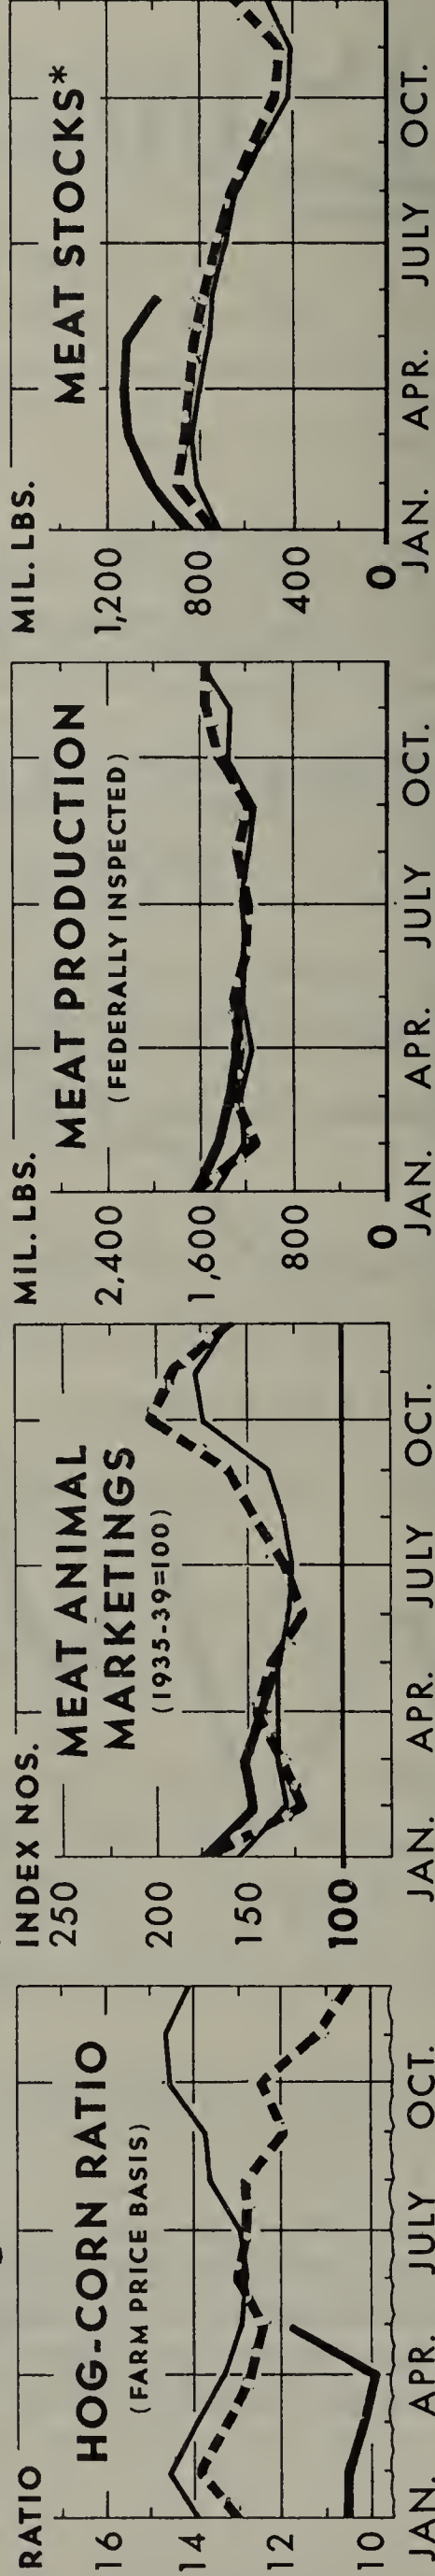 RATIO
HOG-CORN RATIO
(FARM PRICE BASIS)
16
14
12
10
JAN. APR. JULY OCT.
INDEX NOS.
MEAT ANIMAL
MARKETINGS
(1935-39=100)
250
200
150
100
JAN. APR. JULY OCT.
MIL. LBS.
MEAT PRODUCTION
(FEDERALLY INSPECTED)
2,400
1,600
800
0
JAN. APR. JULY OCT.
MIL. LBS.
MEAT STOCKS*
1,200
800
400
0
JAN. APR. JULY OCT.